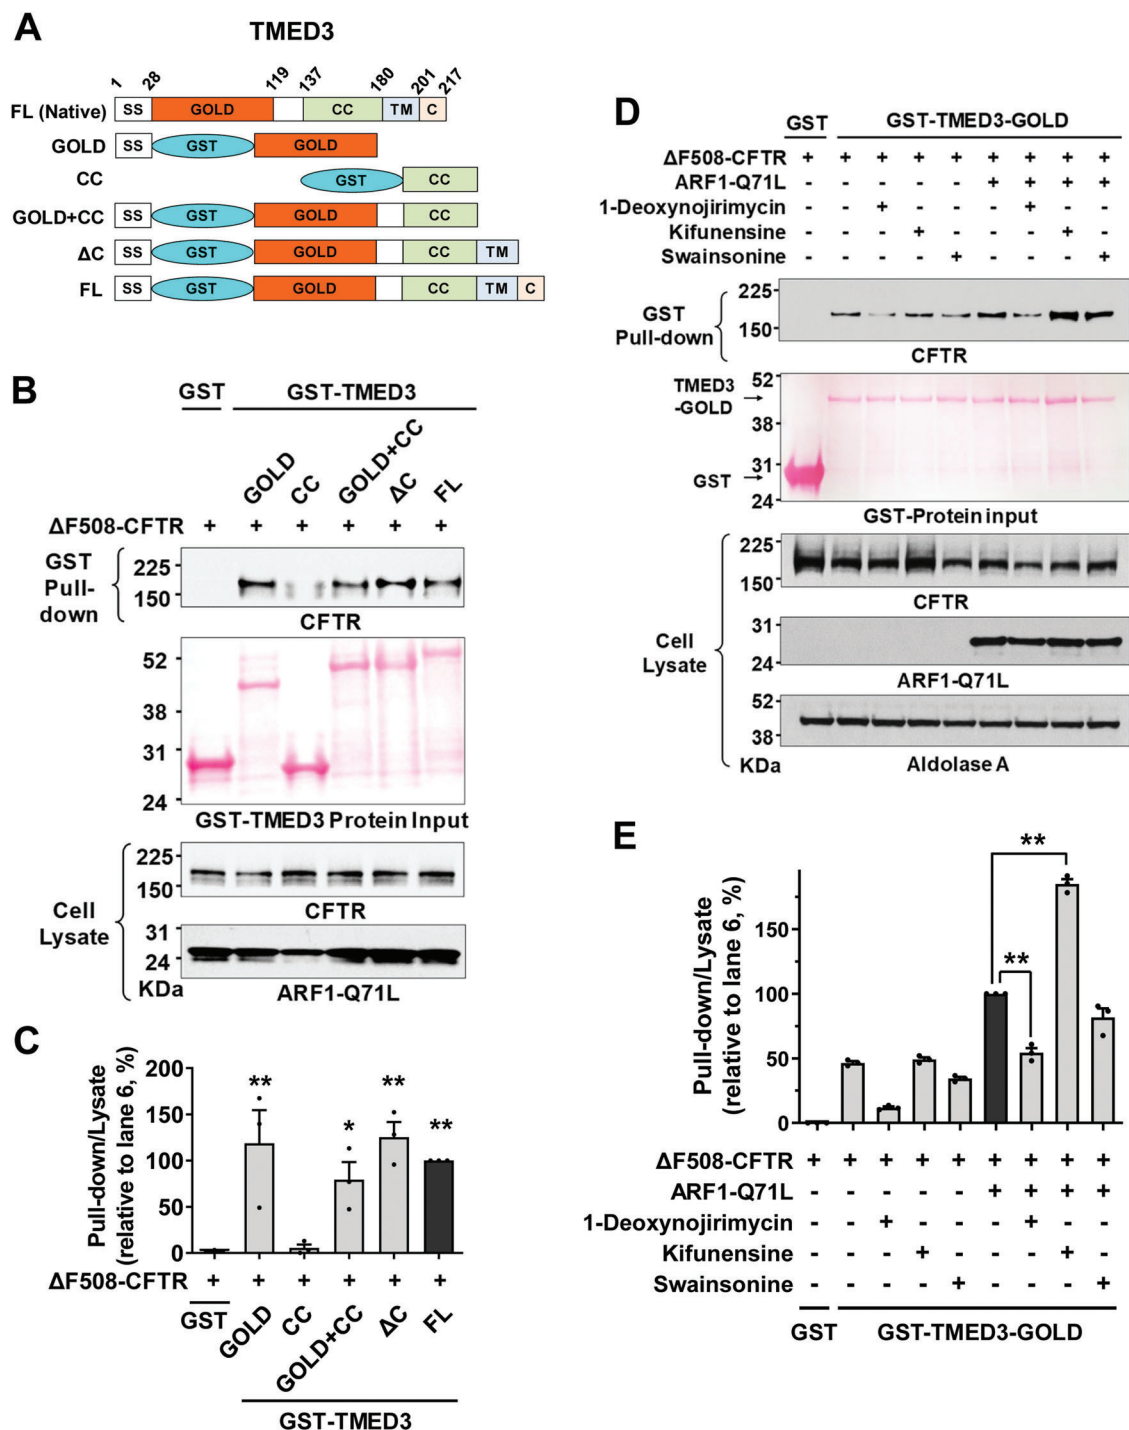 A
TMED3
1 28 119 137 180 201 217
FL (Native) SS GOLD CC TM C
GOLD SS GST GOLD
CC GST CC
GOLD+CC SS GST GOLD CC
ΔC SS GST GOLD CC TM
FL SS GST GOLD CC TM C
B
GST GST-TMED3
GOLD CC GOLD+CC ΔC FL
ΔF508-CFTR + + + + + +
GST
Pull-
down
225
150
CFTR
52
38
31
24
GST-TMED3 Protein Input
Cell
Lysate
225
150
CFTR
31
24
KDa
ARF1-Q71L
C
Pull-down/Lysate
(relative to lane 6, %)
200
150
100
50
0
** * ** **
ΔF508-CFTR + + + + + +
GST GOLD CC GOLD+CC ΔC FL
GST-TMED3
D
GST GST-TMED3-GOLD
ΔF508-CFTR + + + + + + + + +
ARF1-Q71L - - - - - + + + +
1-Deoxynojirimycin - - + - - - + - -
Kifunensine - - - + - - - + -
Swainsonine - - - - + - - - +
GST
Pull-down
225
150
CFTR
TMED3
-GOLD
GST
52
38
31
24
GST-Protein input
Cell
Lysate
225
150
CFTR
31
24
ARF1-Q71L
52
38
KDa
Aldolase A
E
Pull-down/Lysate
(relative to lane 6, %)
150
100
50
0
**
**
ΔF508-CFTR + + + + + + + + +
ARF1-Q71L - - - - - + + + +
1-Deoxynojirimycin - - + - - - + - -
Kifunensine - - - + - - - + -
Swainsonine - - - - + - - - +
GST GST-TMED3-GOLD